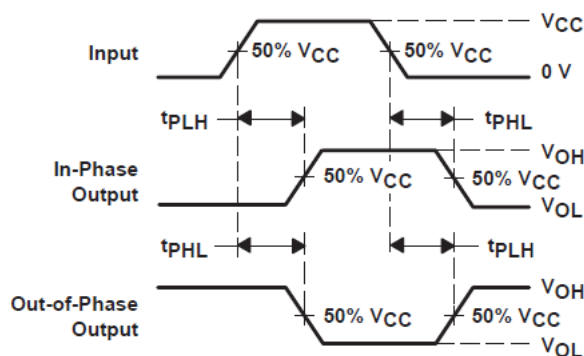 VCC
Input 50% VCC 50% VCC
0 V
tPLH tPHL
VOH
In-Phase
Output 50% VCC 50% VCC
VOL
tPHL tPLH
VOH
Out-of-Phase
Output 50% VCC 50% VCC
VOL